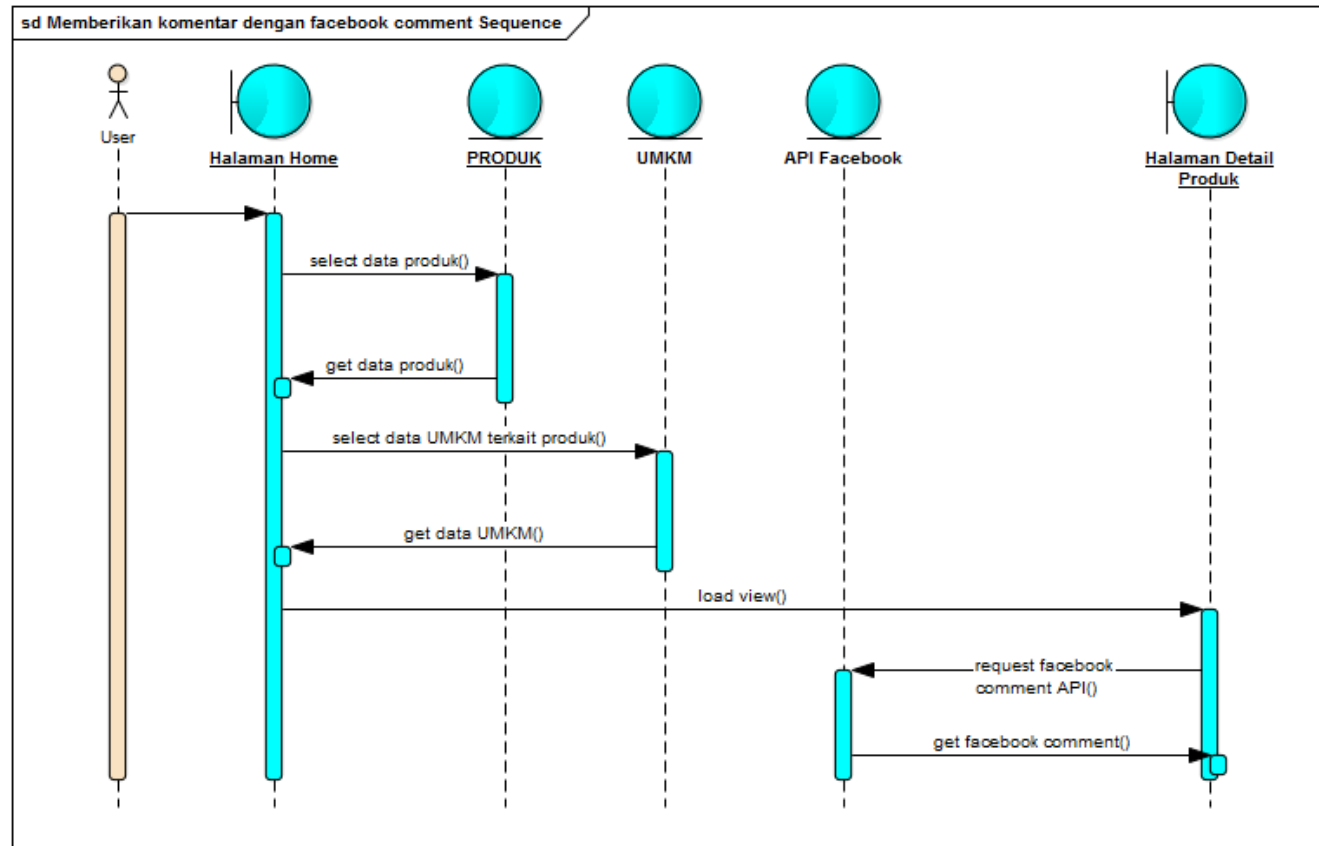 sd Memberikan komentar dengan facebook comment Sequence
User
Halaman Home
PRODUK
UMKM
API Facebook
Halaman Detail
Produk
select data produk()
get data produk()
select data UMKM terkait produk()
get data UMKM()
load view()
request facebook
comment API()
get facebook comment()